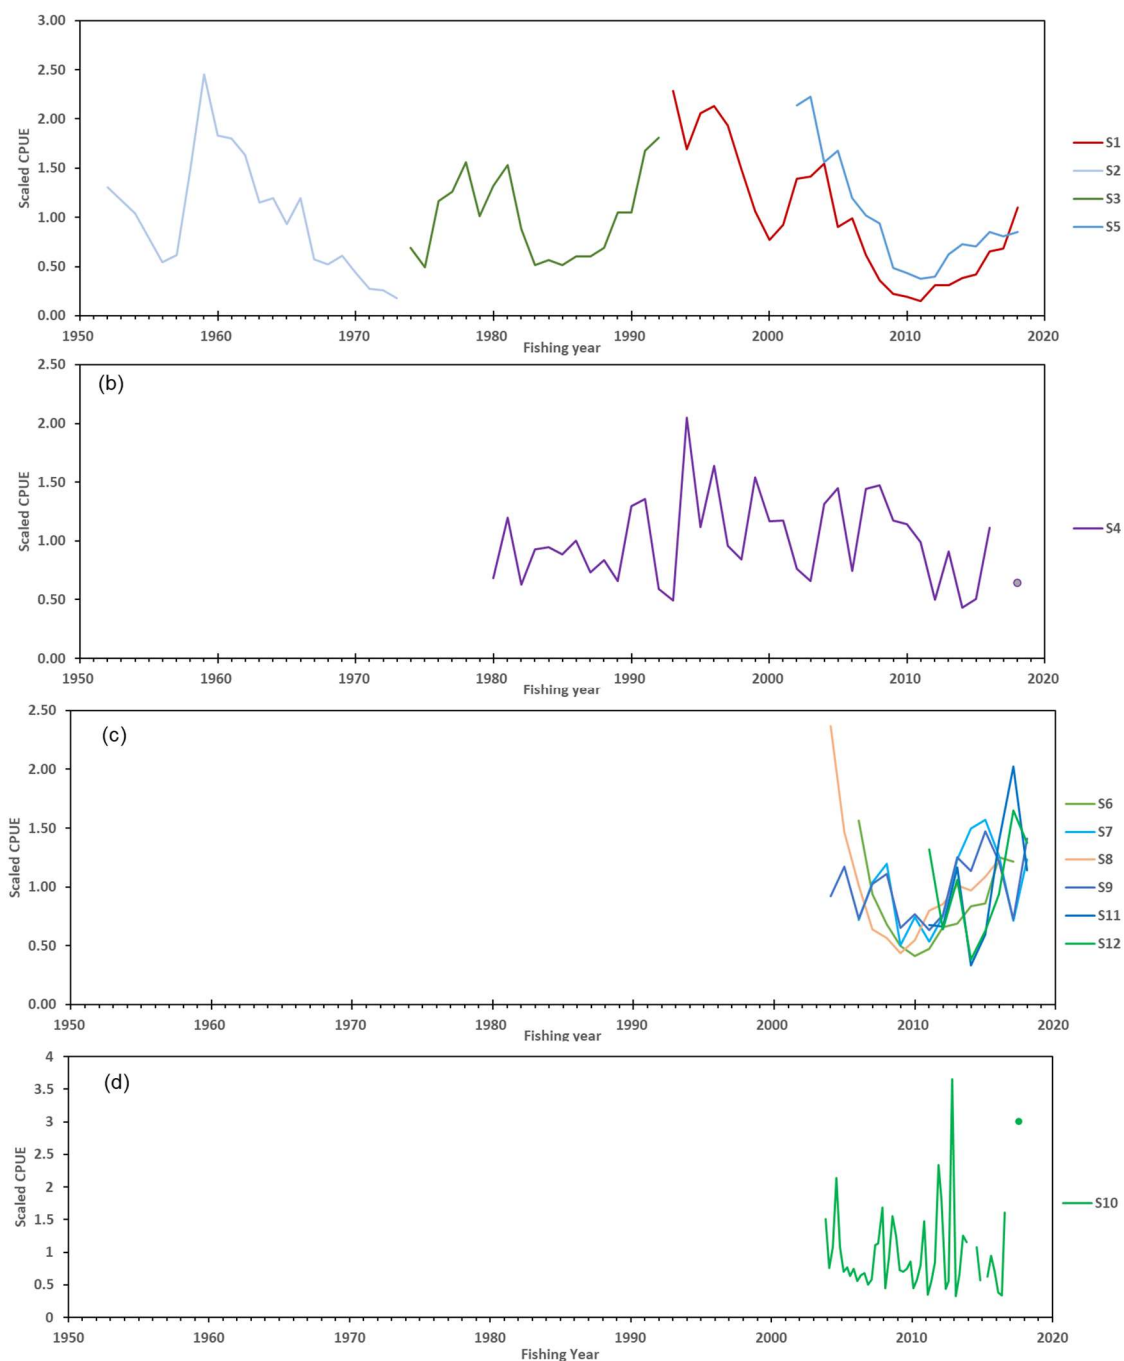 3.00
2.50
2.00
1.50
1.00
0.50
0.00
Scaled CPUE
1950 1960 1970 1980 1990 2000 2010 2020
Fishing year
S1
S2
S3
S5
(b)
2.50
2.00
1.50
1.00
0.50
0.00
Scaled CPUE
1950 1960 1970 1980 1990 2000 2010 2020
Fishing year
S4
(c)
2.50
2.00
1.50
1.00
0.50
0.00
Scaled CPUE
1950 1960 1970 1980 1990 2000 2010 2020
Fishing year
S6
S7
S8
S9
S11
S12
(d)
4
3.5
3
2.5
2
1.5
1
0.5
0
Scaled CPUE
1950 1960 1970 1980 1990 2000 2010 2020
Fishing Year
S10